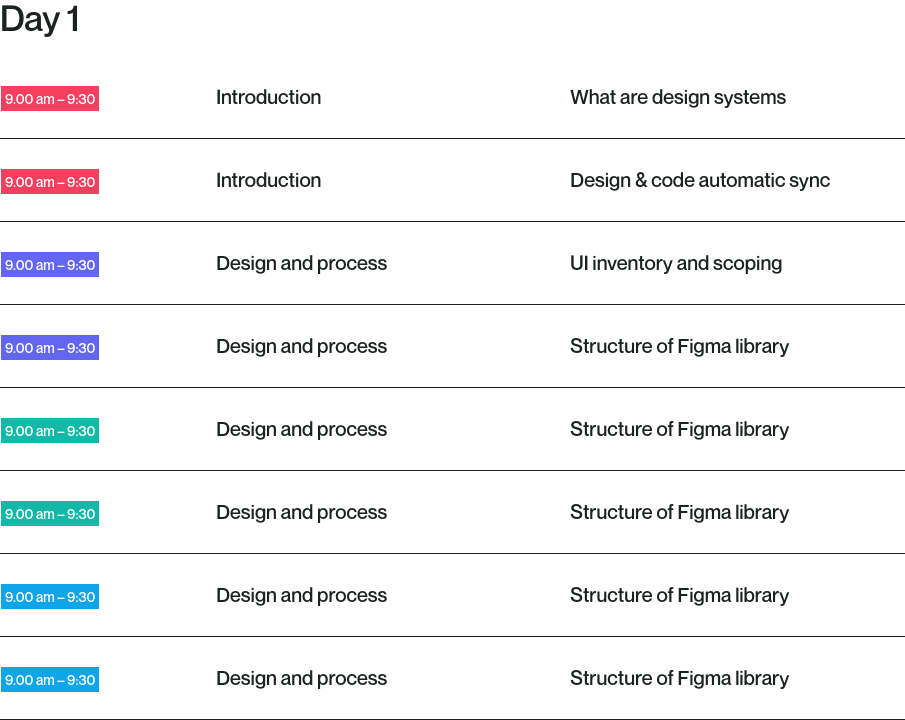 Day 1
9.00 am – 9:30 Introduction What are design systems
9.00 am – 9:30 Introduction Design & code automatic sync
9.00 am – 9:30 Design and process UI inventory and scoping
9.00 am – 9:30 Design and process Structure of Figma library
9.00 am – 9:30 Design and process Structure of Figma library
9.00 am – 9:30 Design and process Structure of Figma library
9.00 am – 9:30 Design and process Structure of Figma library
9.00 am – 9:30 Design and process Structure of Figma library